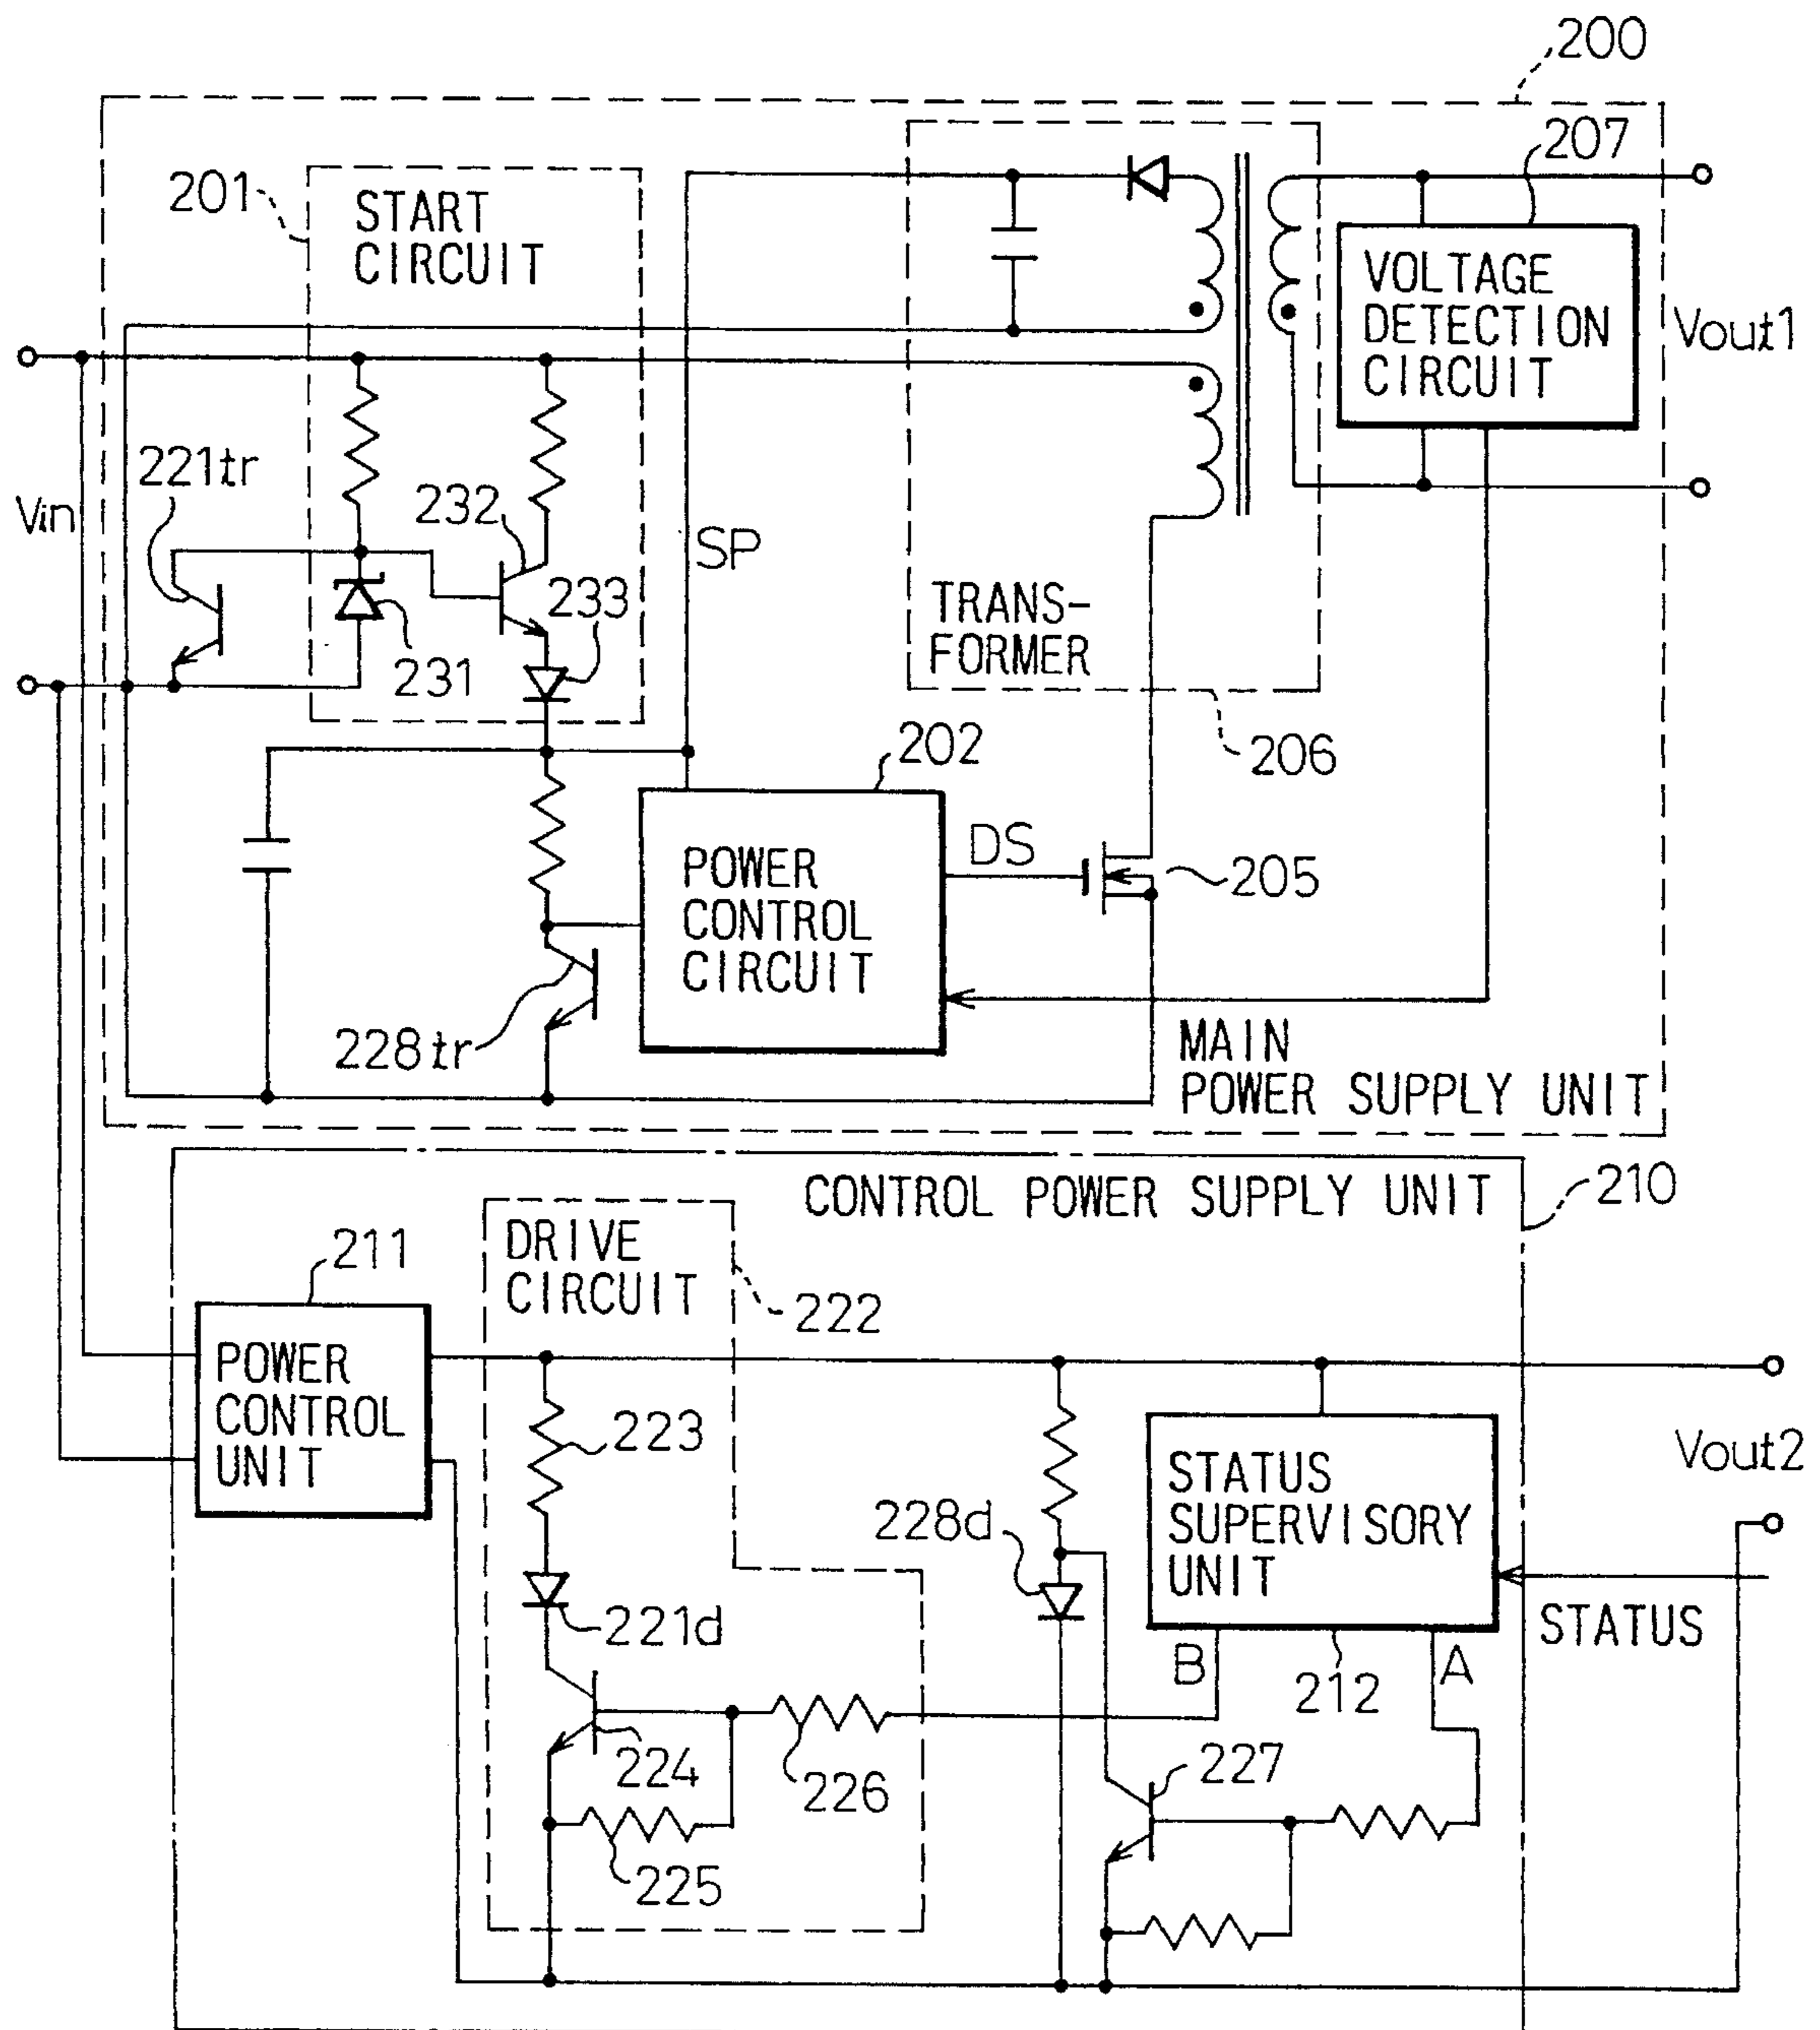 200
207
201
START
CIRCUIT
VOLTAGE
DETECTION
CIRCUIT
Vout1
221tr
Vin
232
SP
233
231
TRANS-
FORMER
202
206
POWER
CONTROL
CIRCUIT
DS
205
228tr
MAIN
POWER SUPPLY UNIT
CONTROL POWER SUPPLY UNIT
210
211
DRIVE
CIRCUIT
222
POWER
CONTROL
UNIT
223
STATUS
SUPERVISORY
UNIT
Vout2
228d
221d
STATUS
B
212
A
224
226
227
225